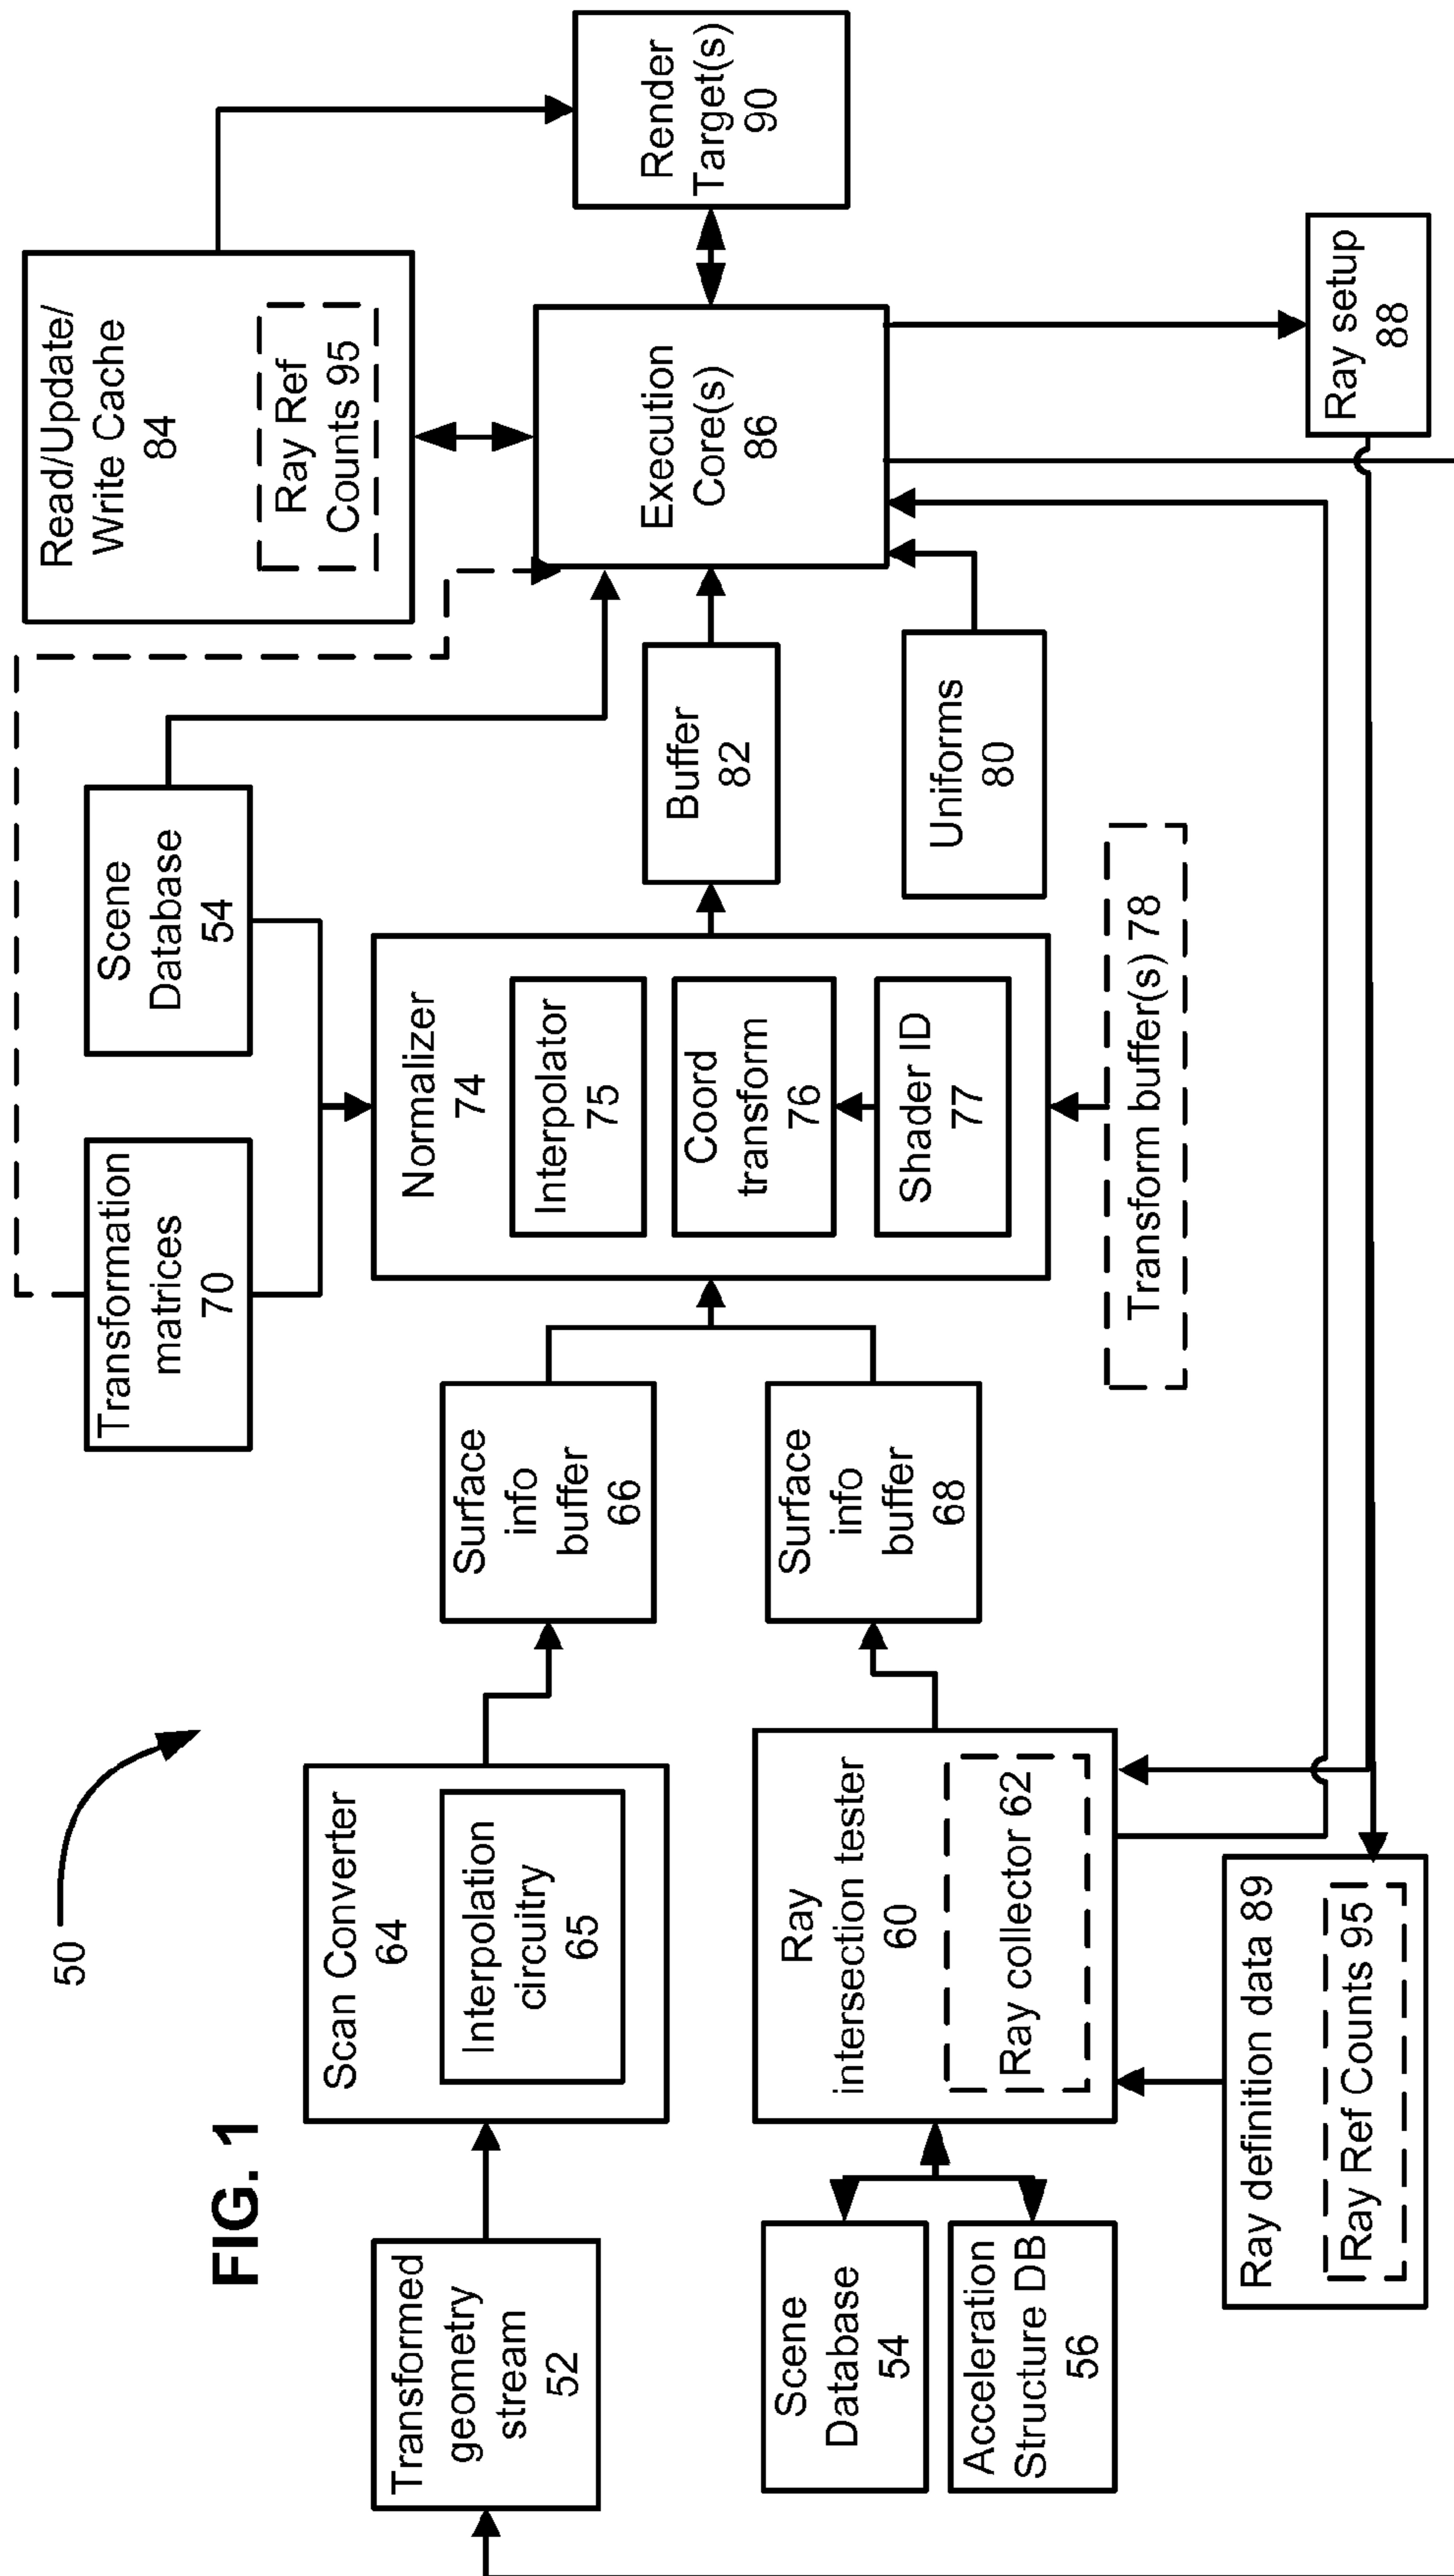 FIG. 1
50
Transformed
geometry
stream
52
Scan Converter
64
Interpolation
circuitry
65
Surface
info
buffer
66
Transformation
matrices
70
Scene
Database
54
Read/Update/
Write Cache
84
Ray Ref
Counts 95
Scene
Database
54
Acceleration
Structure DB
56
Ray
intersection tester
60
Ray collector 62
Surface
info
buffer
68
Normalizer
74
Interpolator
75
Coord
transform
76
Shader ID
77
Buffer
82
Execution
Core(s)
86
Render
Target(s)
90
Uniforms
80
Transform buffer(s) 78
Ray definition data 89
Ray Ref Counts 95
Ray setup
88